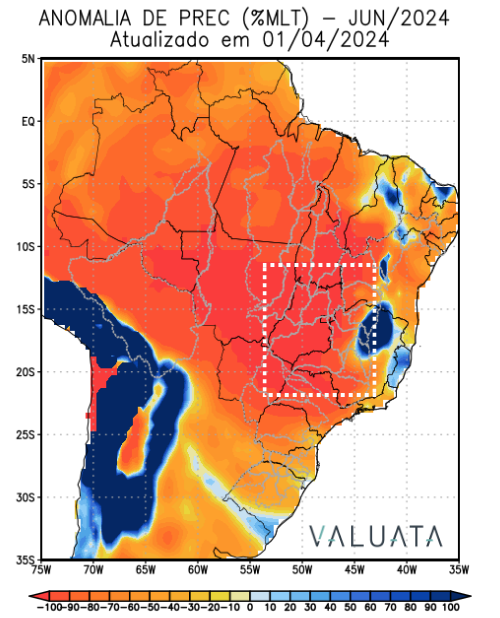 ANOMALIA DE PREC (%MLT) – JUN/2024
Atualizado em 01/04/2024
5N
EQ
5S
10S
15S
20S
25S
30S
35S
VALUATA
75W 70W 65W 60W 55W 50W 45W 40W 35W
-100 -90 -80 -70 -60 -50 -40 -30 -20 -10 0 10 20 30 40 50 60 70 80 90 100